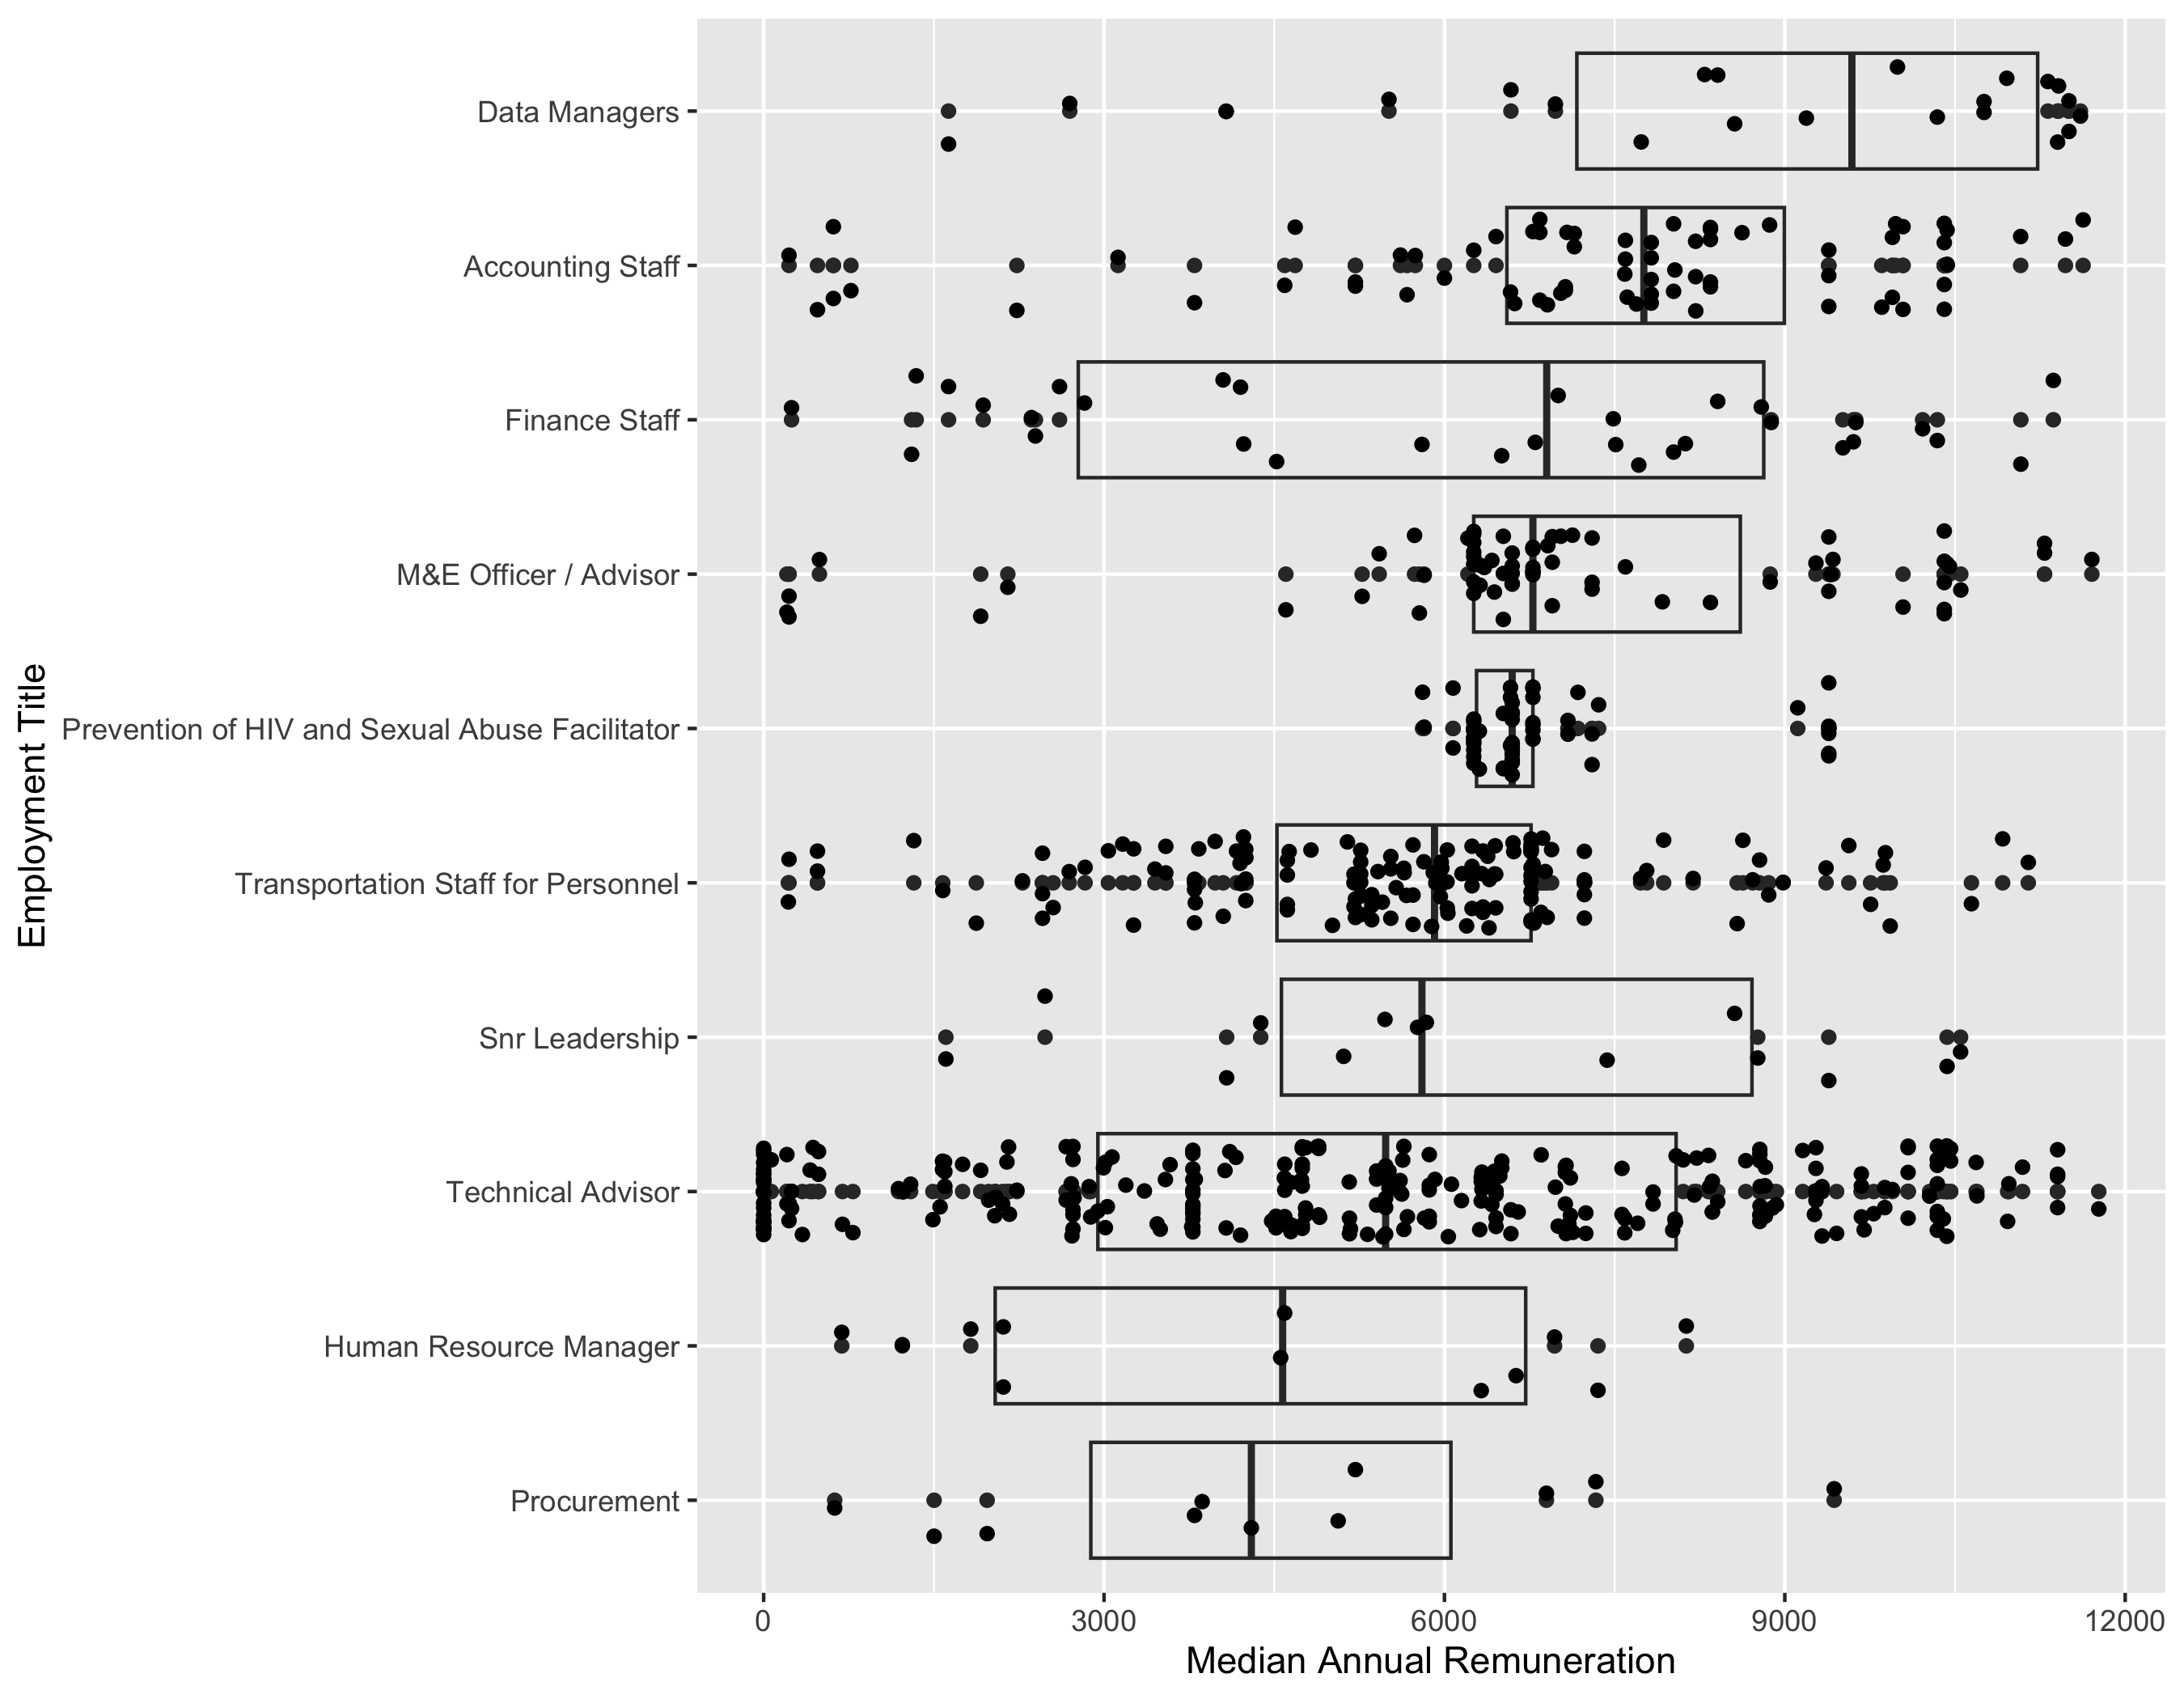 Employment Title
Data Managers
Accounting Staff
Finance Staff
M&E Officer / Advisor
Prevention of HIV and Sexual Abuse Facilitator
Transportation Staff for Personnel
Snr Leadership
Technical Advisor
Human Resource Manager
Procurement
0 3000 6000 9000 12000
Median Annual Remuneration